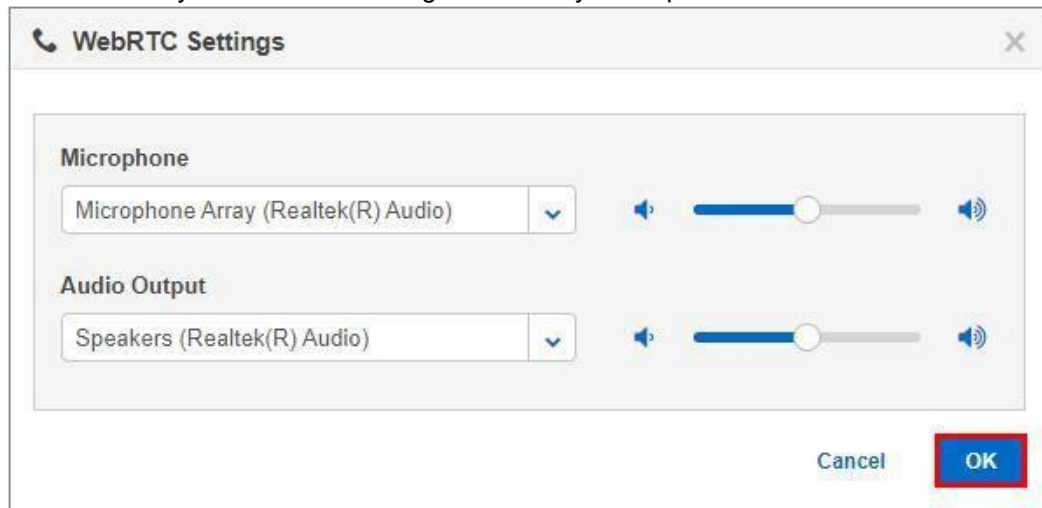 WebRTC Settings
Microphone
Microphone Array (Realtek(R) Audio)
Audio Output
Speakers (Realtek(R) Audio)
Cancel OK